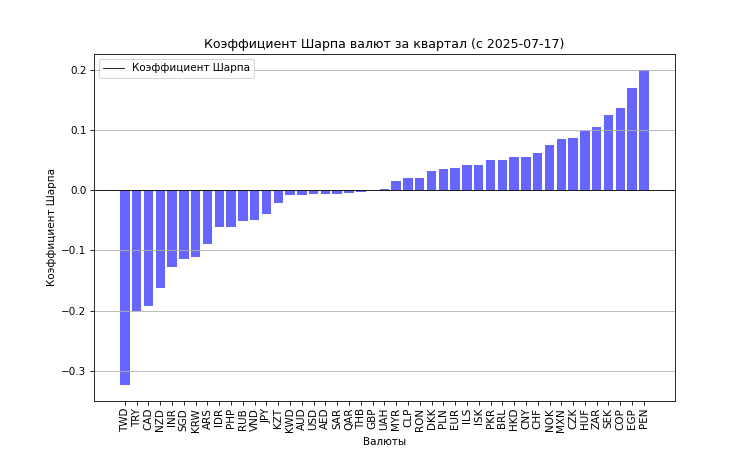 Коэффициент Шарпа валют за квартал (с 2025-07-17)
Коэффициент Шарпа
0.2
0.1
0.0
−0.1
−0.2
−0.3
Коэффициент Шарпа
TWD
TRY
CAD
NZD
INR
SGD
KRW
ARS
IDR
PHP
RUB
VND
JPY
KZT
KWD
AUD
USD
AED
SAR
QAR
THB
GBP
UAH
MYR
CLP
RON
DKK
PLN
EUR
ILS
ISK
PKR
BRL
HKD
CNY
CHF
NOK
MXN
CZK
HUF
ZAR
SEK
COP
EGP
PEN
Валюты